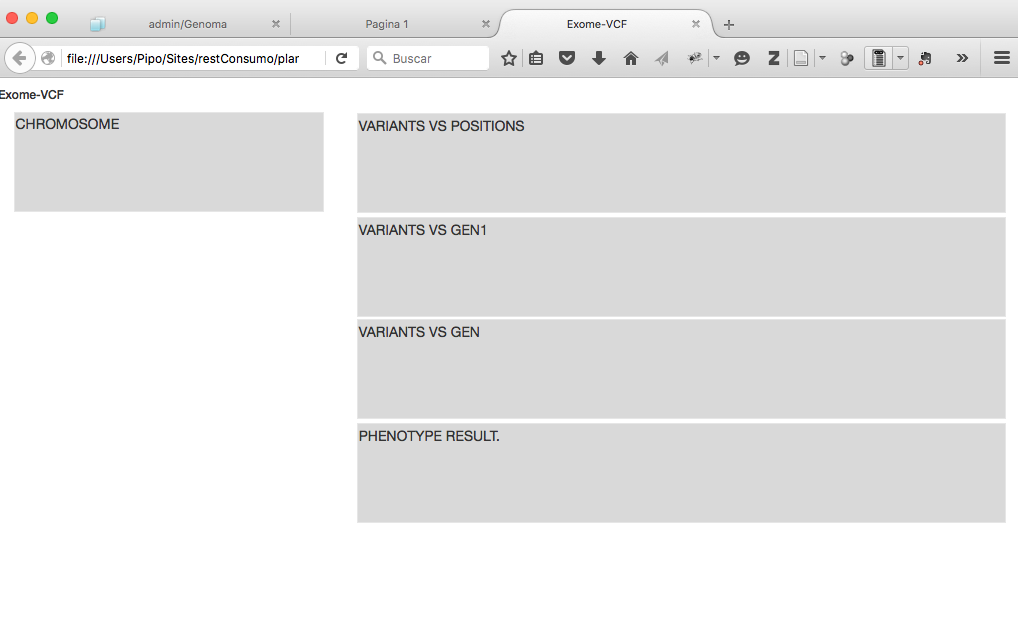 admin/Genoma
Pagina 1
Exome-VCF
file:///Users/Pipo/Sites/restConsumo/plar
Buscar
Exome-VCF
CHROMOSOME
VARIANTS VS POSITIONS
VARIANTS VS GEN1
VARIANTS VS GEN
PHENOTYPE RESULT.